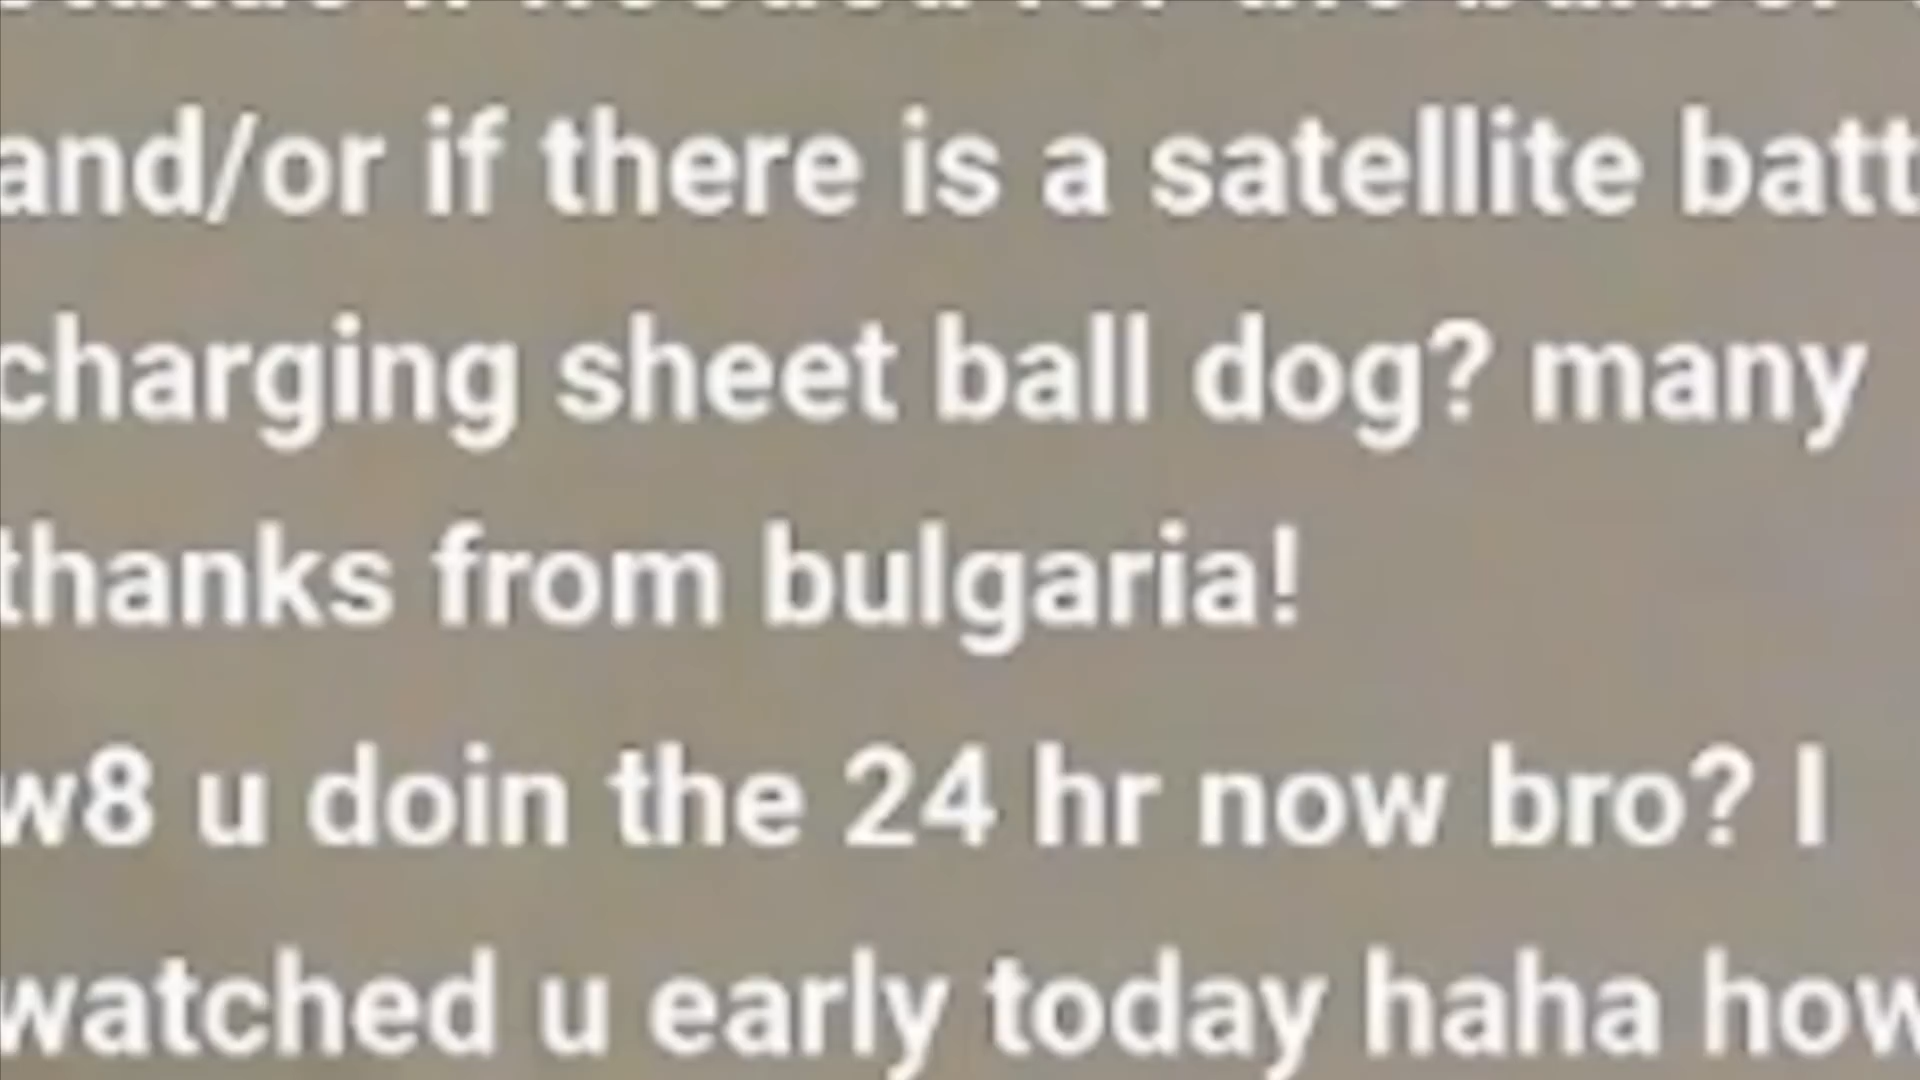 and/or if there is a satellite batt
charging sheet ball dog? many
thanks from bulgaria!
w8 u doin the 24 hr now bro? I
watched u early today haha how